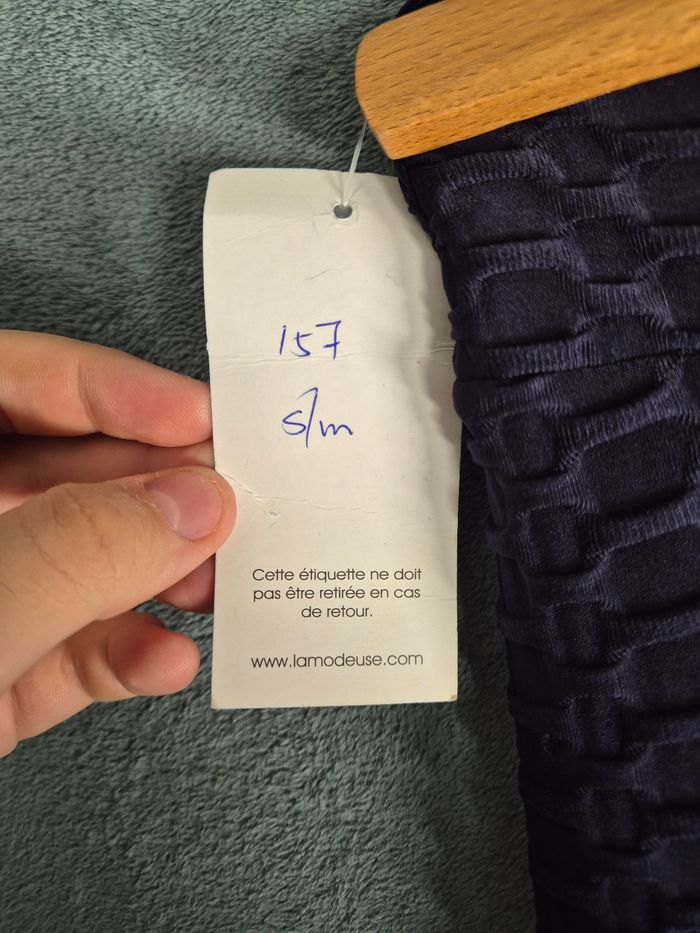 157
S/m
Cette étiquette ne doit
pas être retirée en cas
de retour.
www.lamodeuse.com